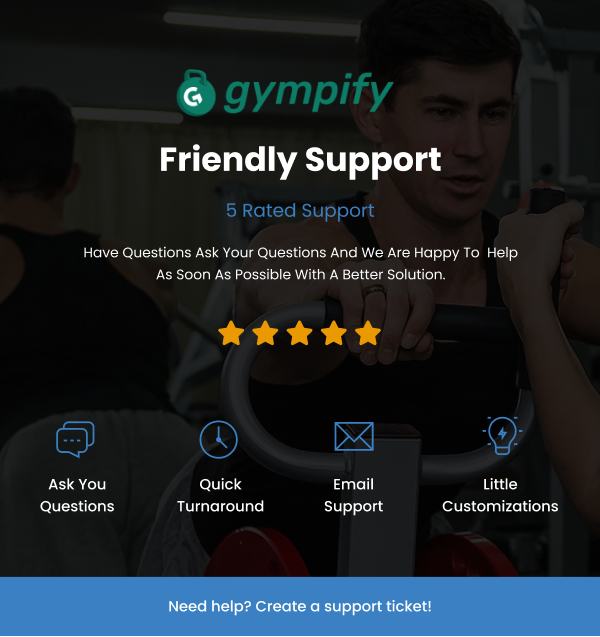 gympify
Friendly Support
5 Rated Support
Have Questions Ask Your Questions And We Are Happy To Help
As Soon As Possible With A Better Solution.
Ask You
Questions
Quick
Turnaround
Email
Support
Little
Customizations
Need help? Create a support ticket!